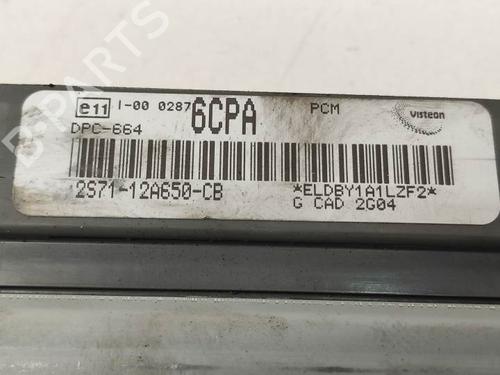 e11 I-00 0287 6CPA PCM Visteon
DPC-664
2S71-12A650-CB *ELDBY1A1LZF2*
G CAD 2G04
D-PARTS